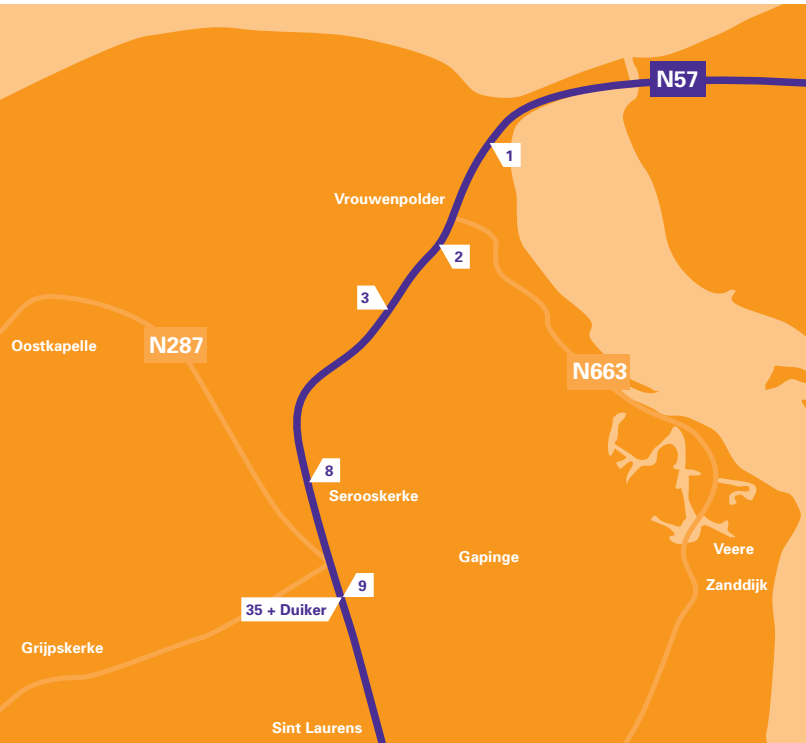 N57
1
Vrouwenpolder
2
3
Oostkapelle
N287
N663
8
Serooskerke
Veere
Gapinge
9
Zanddijk
35 + Duiker
Grijpskerke
Sint Laurens